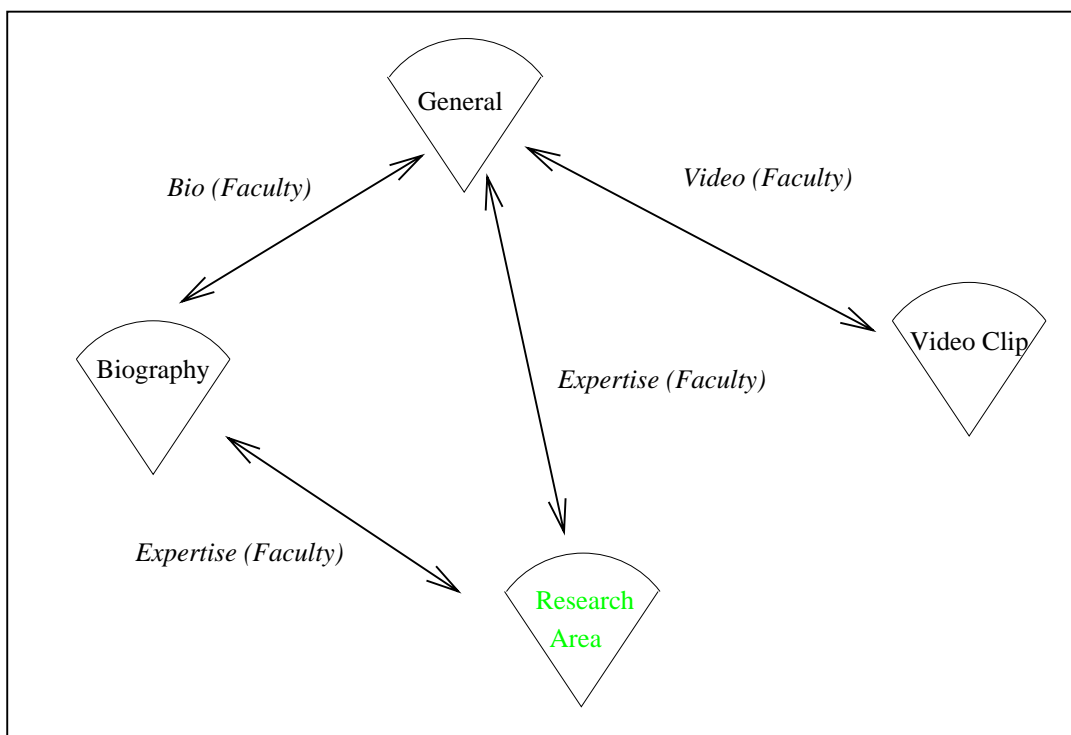 General
Bio (Faculty)
Video (Faculty)
Biography
Video Clip
Expertise (Faculty)
Expertise (Faculty)
Research
Area